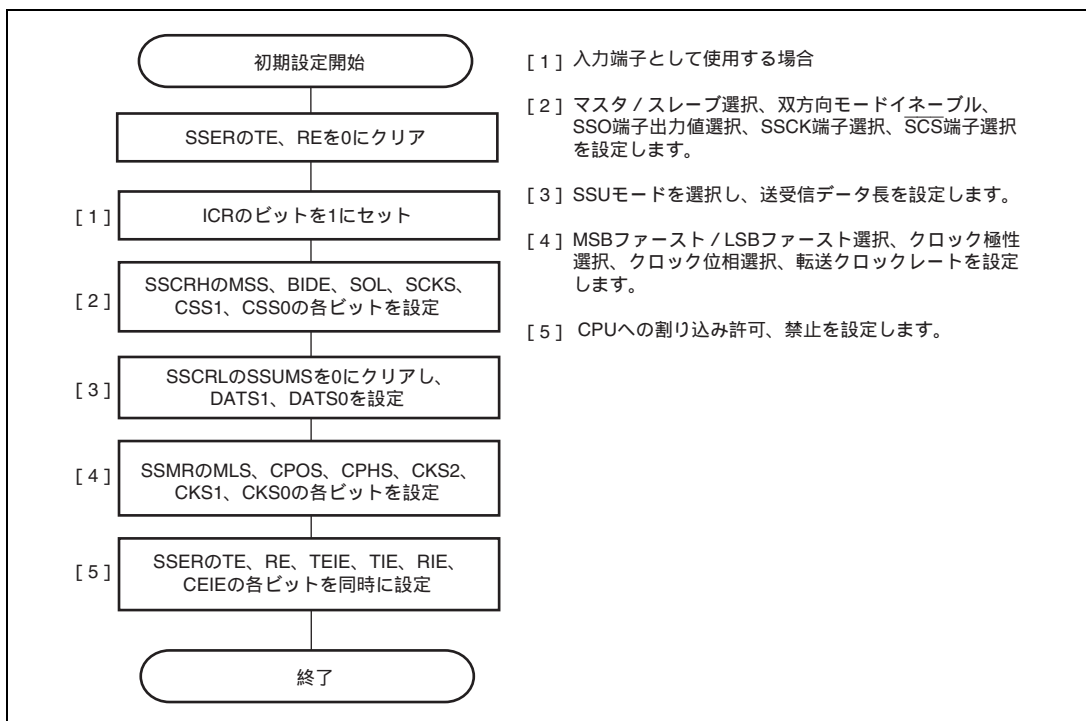 初期設定開始
SSERのTE、REを0にクリア
[ 1 ]
ICRのビットを1にセット
[ 2 ]
SSCRHのMSS、BIDE、SOL、SCKS、
CSS1、CSS0の各ビットを設定
[ 3 ]
SSCRLのSSUMSを0にクリアし、
DATS1、DATS0を設定
[ 4 ]
SSMRのMLS、CPOS、CPHS、CKS2、
CKS1、CKS0の各ビットを設定
[ 5 ]
SSERのTE、RE、TEIE、TIE、RIE、
CEIEの各ビットを同時に設定
終了
[ 1 ] 入力端子として使用する場合
[ 2 ] マスタ / スレーブ選択、双方向モードイネーブル、
SSO端子出力値選択、SSCK端子選択、S̅C̅S̅端子選択
を設定します。
[ 3 ] SSUモードを選択し、送受信データ長を設定します。
[ 4 ] MSBファースト / LSBファースト選択、クロック極性
選択、クロック位相選択、転送クロックレートを設定
します。
[ 5 ] CPUへの割り込み許可、禁止を設定します。